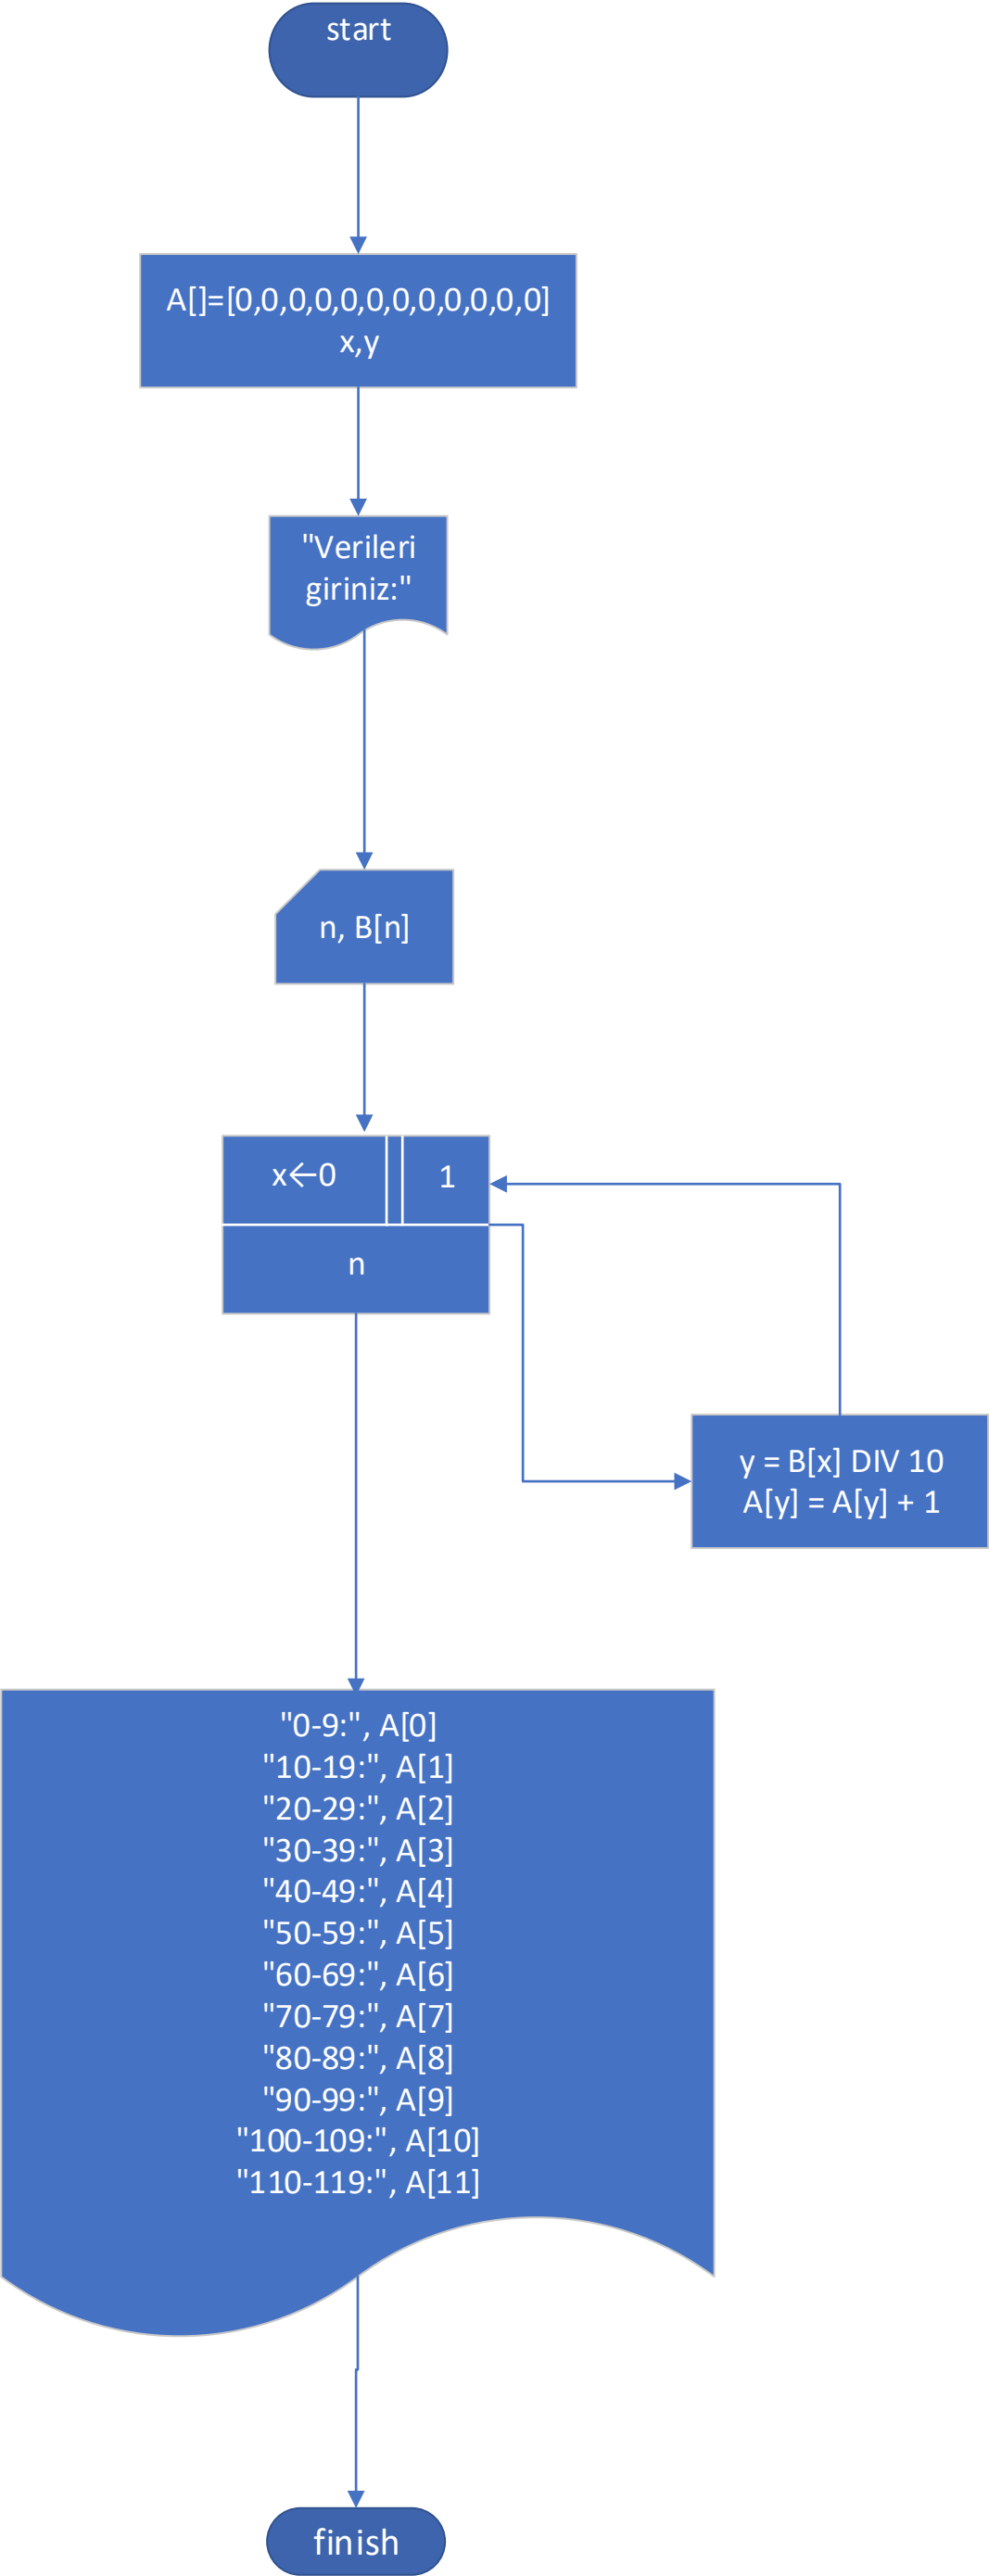 start
A[]=[0,0,0,0,0,0,0,0,0,0,0,0]
x,y
"Verileri
giriniz:"
n, B[n]
x←0
1
n
y = B[x] DIV 10
A[y] = A[y] + 1
"0-9:", A[0]
"10-19:", A[1]
"20-29:", A[2]
"30-39:", A[3]
"40-49:", A[4]
"50-59:", A[5]
"60-69:", A[6]
"70-79:", A[7]
"80-89:", A[8]
"90-99:", A[9]
"100-109:", A[10]
"110-119:", A[11]
finish